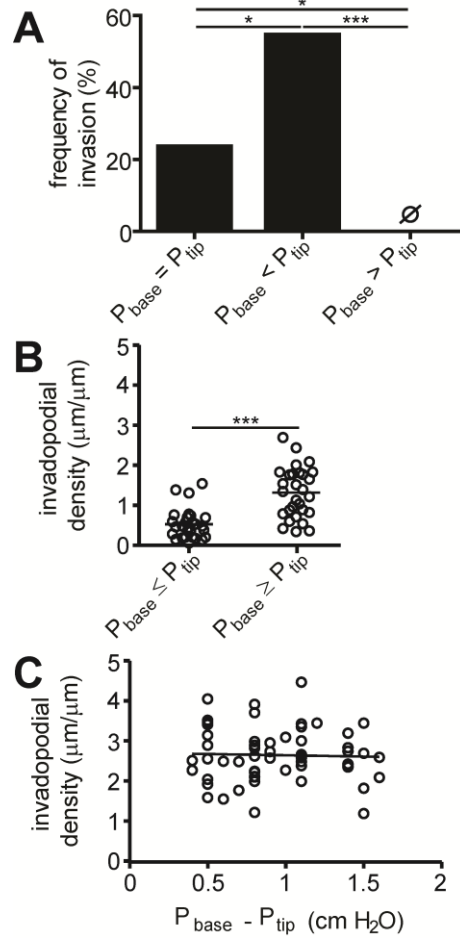 A
*
*
***
frequency of
invasion (%)
60
40
20
0
Ø
P base = P tip
P base < P tip
P base > P tip
B
invadopodial
density (μm/μm)
5
4
3
2
1
0
***
P base ≤ P tip
P base ≥ P tip
C
invadopodial
density (μm/μm)
5
4
3
2
1
0
0.5
1
1.5
2
P base - P tip (cm H2O)